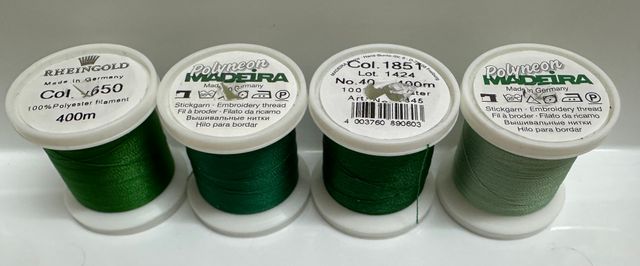 RHEINGOLD
Made in Germany
Col. 650
100% Polyester filament
400m
Polyneon
MADEIRA
Made in Germany
Stickgarn · Embroidery thread
Fil à broder · Filato da ricamo
Вышивальные нитки
Hilo para bordar
Col. 1851
Lot. 1424
No. 40 400m
100
4 003760 890603
Polyneon
MADEIRA
Made in Germany
Stickgarn · Embroidery thread
Fil à broder · Filato da ricamo
Вышивальные нитки
Hilo para bordar